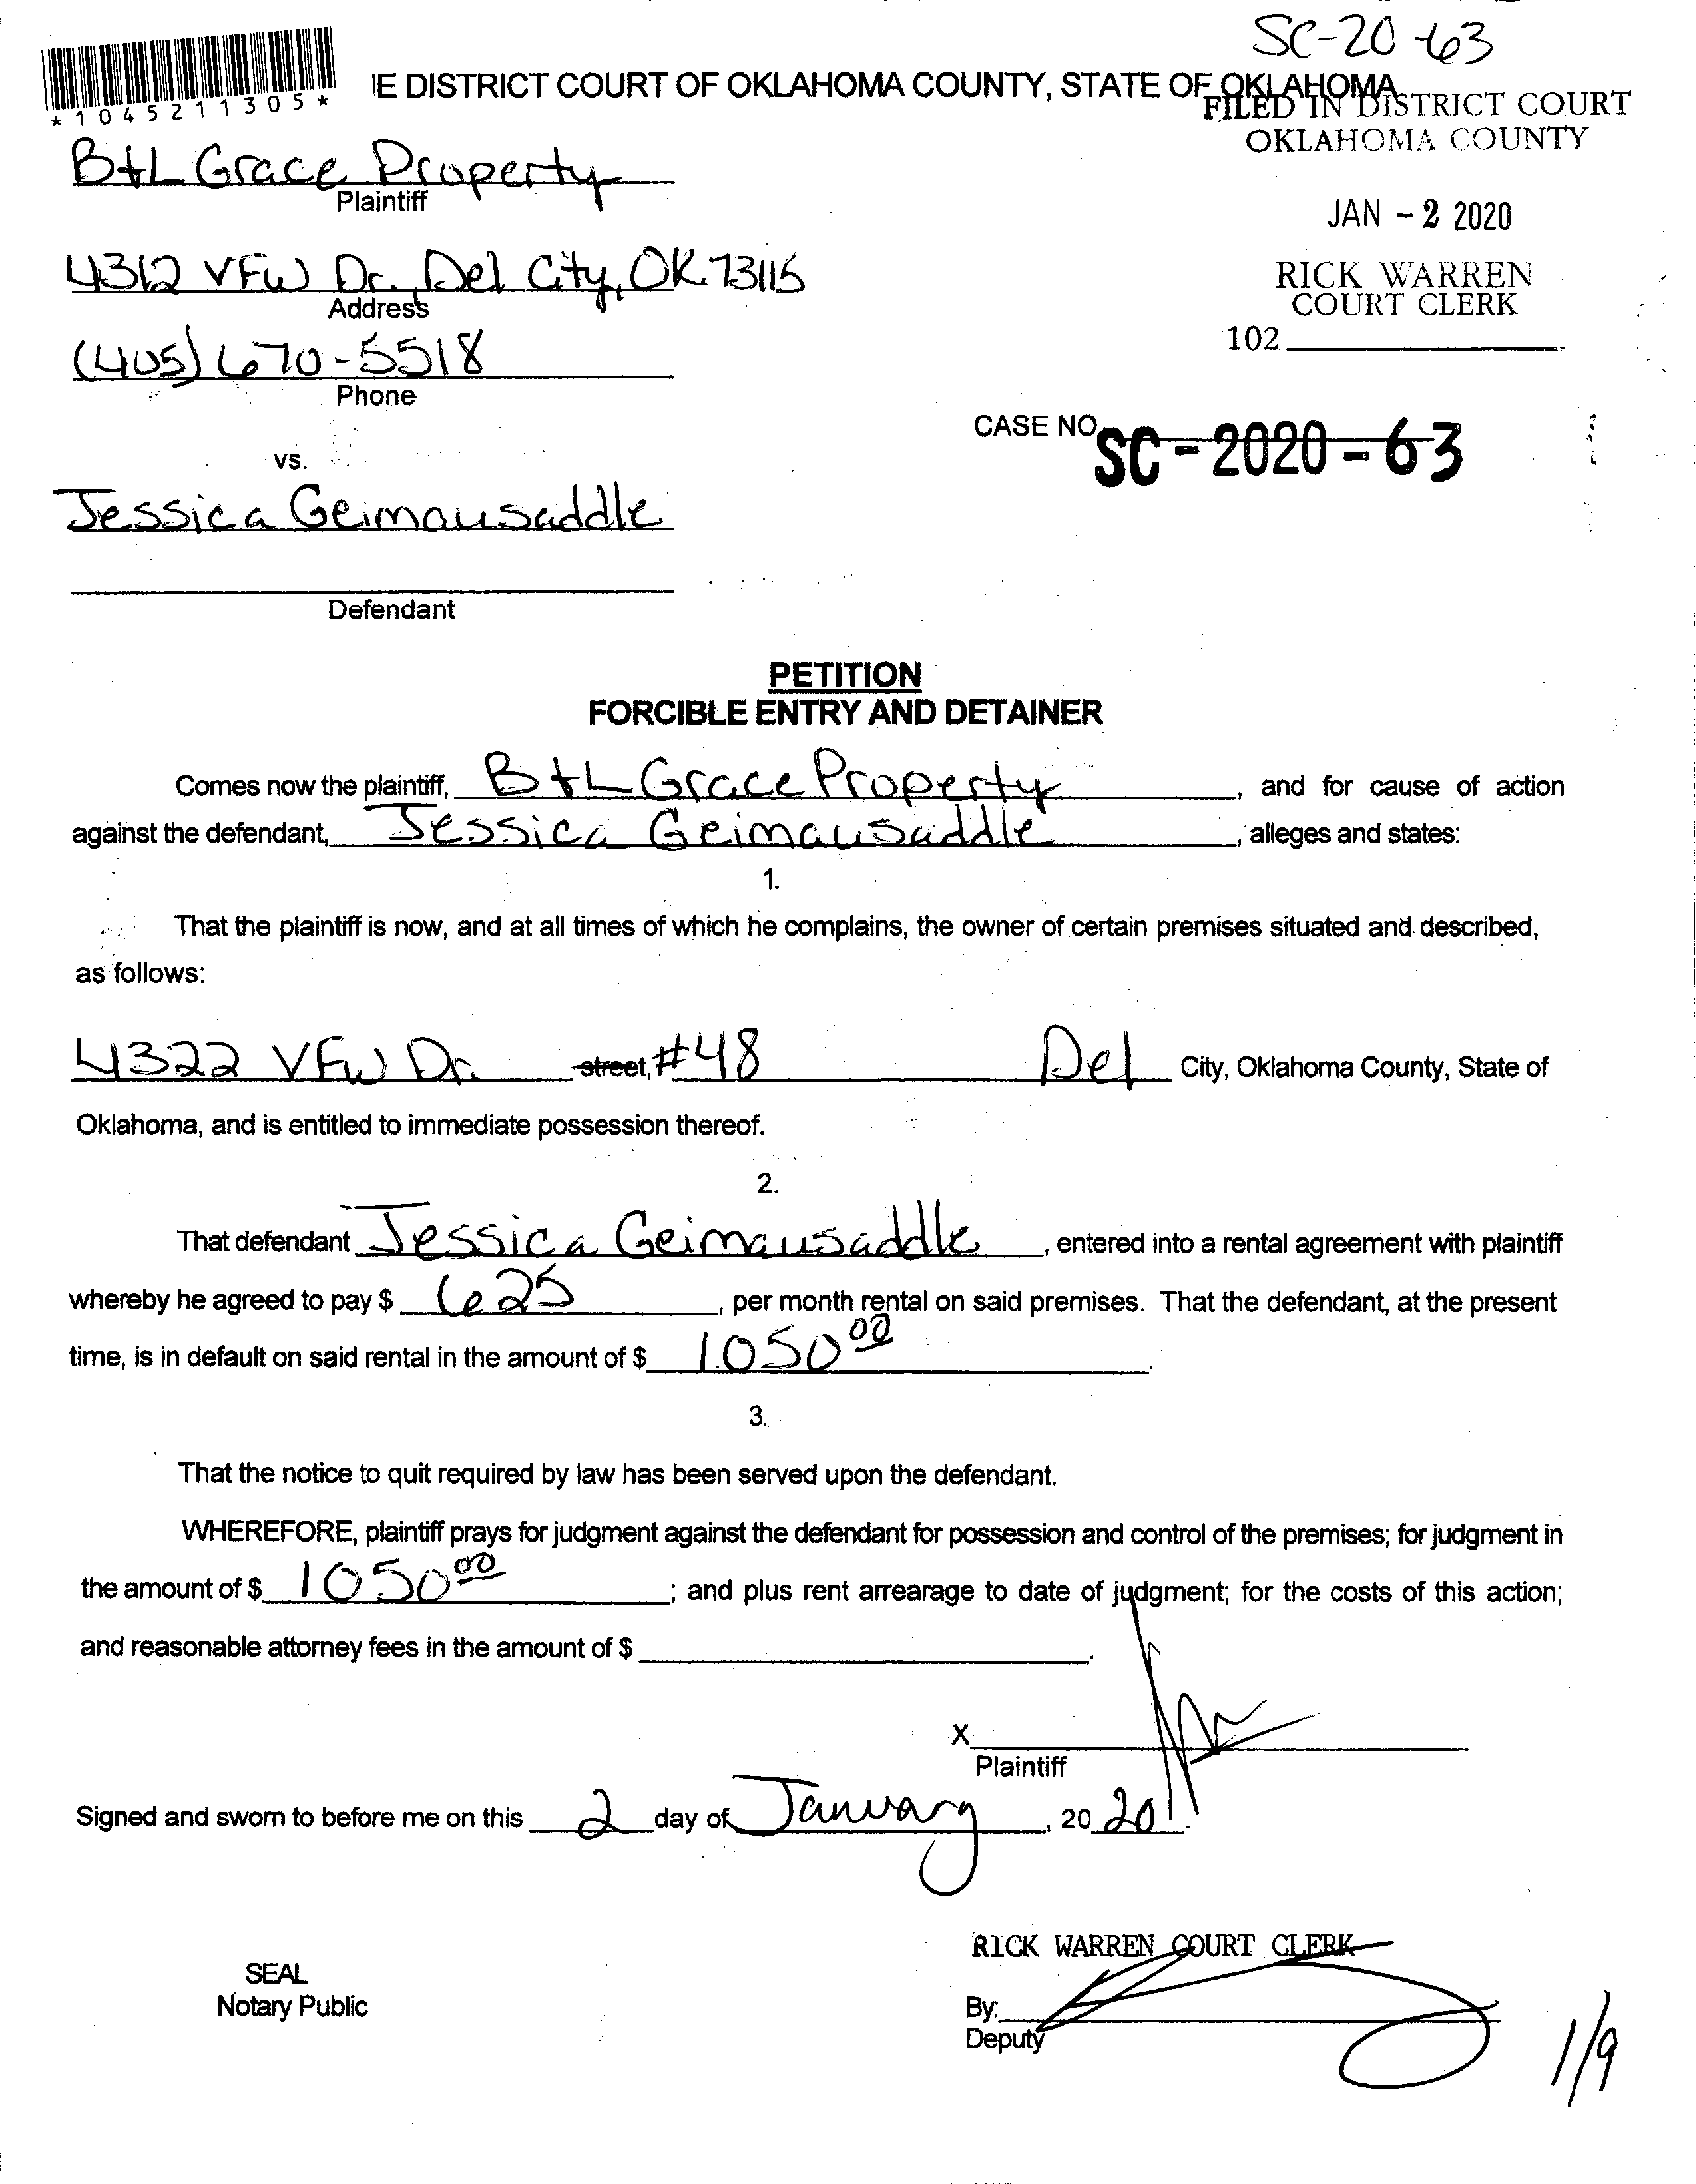 SC-20-63
*1045211305*
IE DISTRICT COURT OF OKLAHOMA COUNTY, STATE OF OKLAHOMA
FILED IN DISTRICT COURT
OKLAHOMA COUNTY
B+L Grace Property
Plaintiff
JAN - 2 2020
4312 VFW Dr. Del City, OK 73115
Address
RICK WARREN
COURT CLERK
102
(405) 670-5518
Phone
CASE NO. SC - 2020 - 63
vs.
Jessica Geimausaddle
Defendant
PETITION
FORCIBLE ENTRY AND DETAINER
Comes now the plaintiff, B+L Grace Property, and for cause of action
against the defendant, Jessica Geimausaddle, alleges and states:
1.
That the plaintiff is now, and at all times of which he complains, the owner of certain premises situated and described,
as follows:
4322 VFW Dr. street, #48 Del City, Oklahoma County, State of
Oklahoma, and is entitled to immediate possession thereof.
2.
That defendant Jessica Geimausaddle, entered into a rental agreement with plaintiff
whereby he agreed to pay $ 625, per month rental on said premises. That the defendant, at the present
time, is in default on said rental in the amount of $ 1050 00.
3.
That the notice to quit required by law has been served upon the defendant.
WHEREFORE, plaintiff prays for judgment against the defendant for possession and control of the premises; for judgment in
the amount of $ 1050 00; and plus rent arrearage to date of judgment; for the costs of this action;
and reasonable attorney fees in the amount of $ .
X
Plaintiff
Signed and sworn to before me on this 2 day of January, 20 20.
RICK WARREN COURT CLERK
SEAL
Notary Public
By:
Deputy
1/9